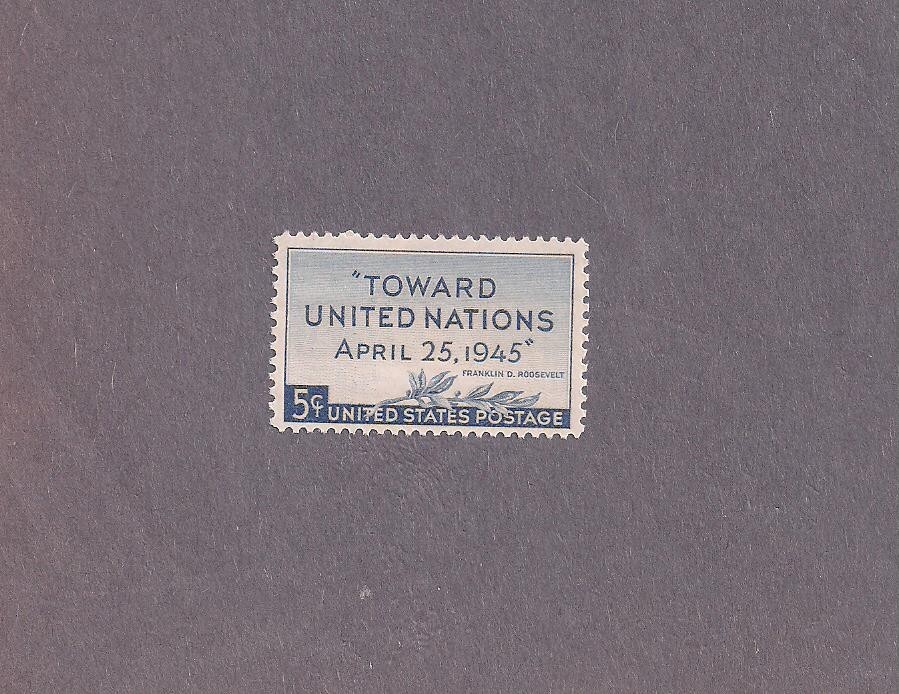 "TOWARD
UNITED NATIONS
APRIL 25, 1945"
FRANKLIN D. ROOSEVELT
5¢ UNITED STATES POSTAGE